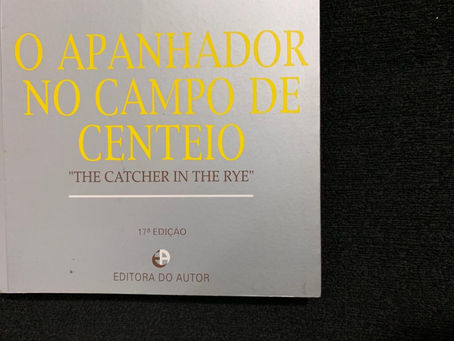 O APANHADOR
NO CAMPO DE
CENTEIO
"THE CATCHER IN THE RYE"
17ª EDIÇÃO
EDITORA DO AUTOR